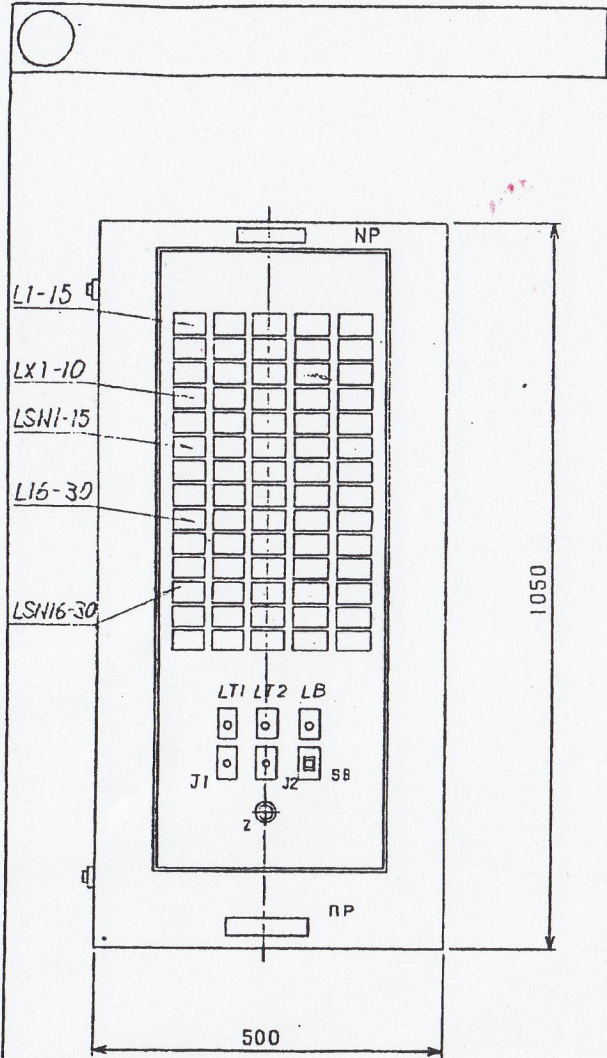 NP
L1-15
LX1-10
LSN1-15
L16-30
LSN16-30
1050
LT1 LT2 LB
J1 J2 SB
Z
NP
500